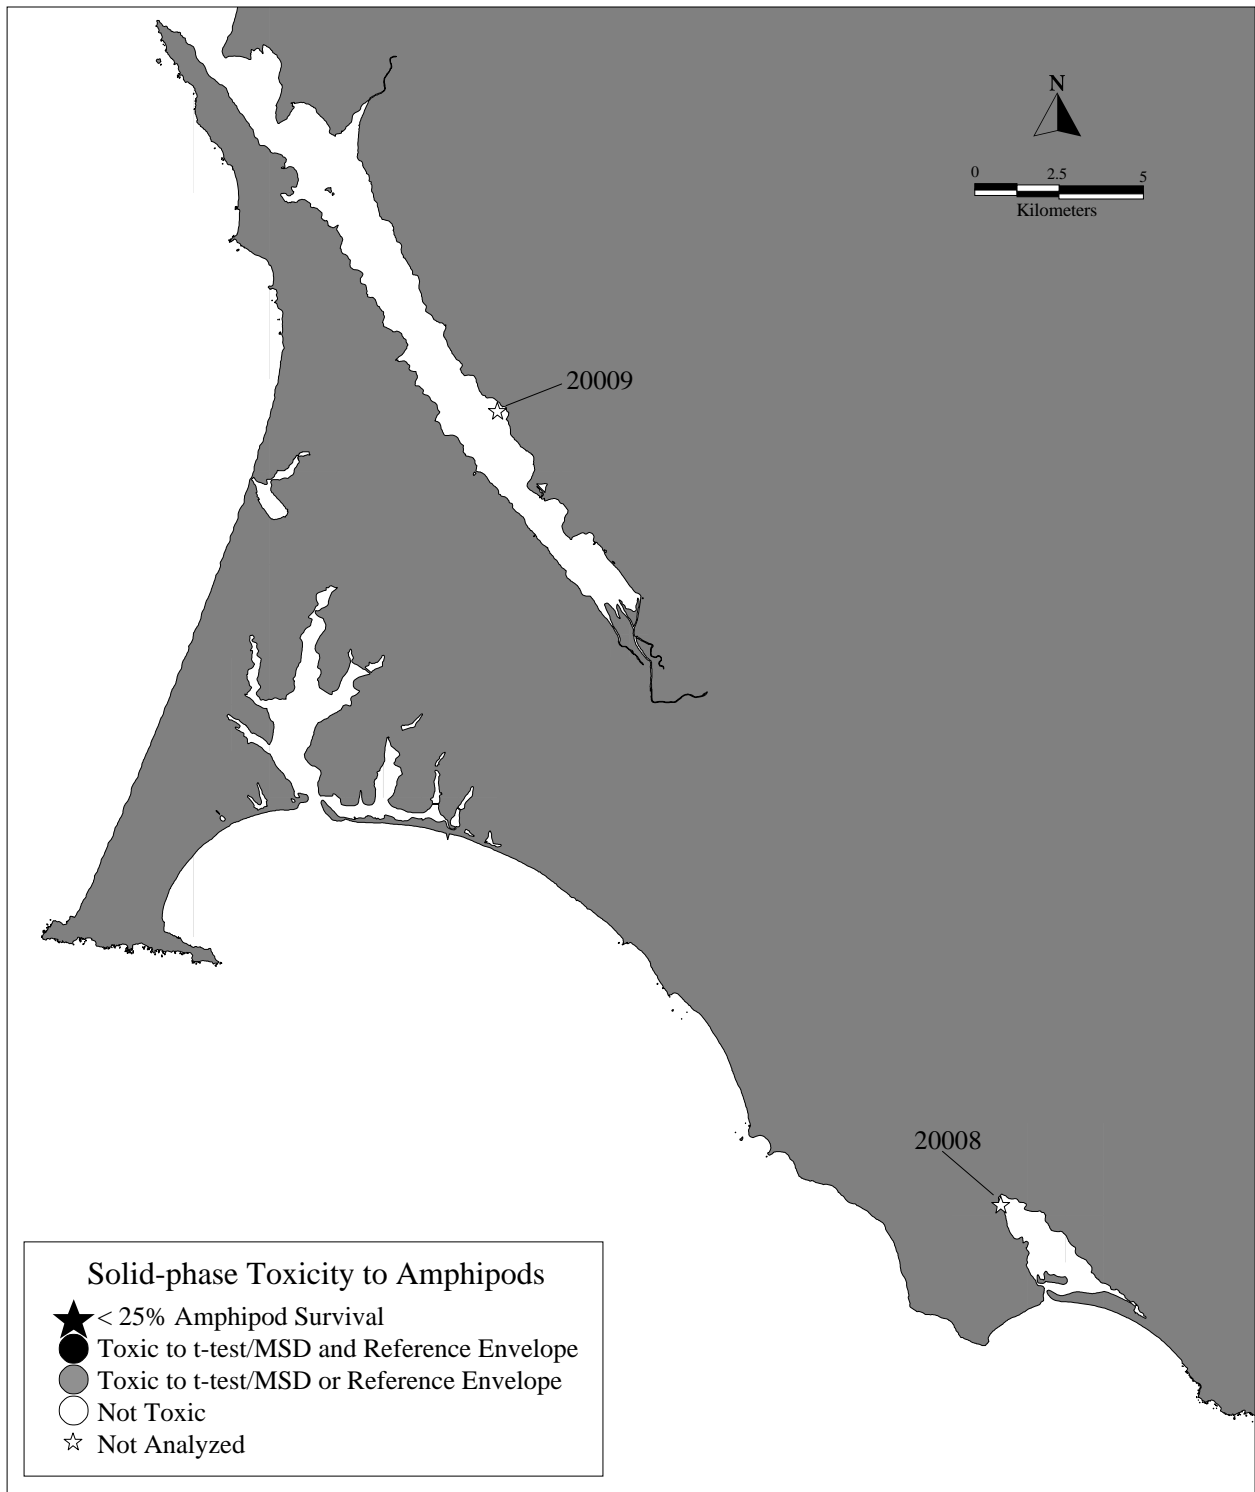 N
0 2.5 5
Kilometers
20009
20008
Solid-phase Toxicity to Amphipods
< 25% Amphipod Survival
Toxic to t-test/MSD and Reference Envelope
Toxic to t-test/MSD or Reference Envelope
Not Toxic
Not Analyzed